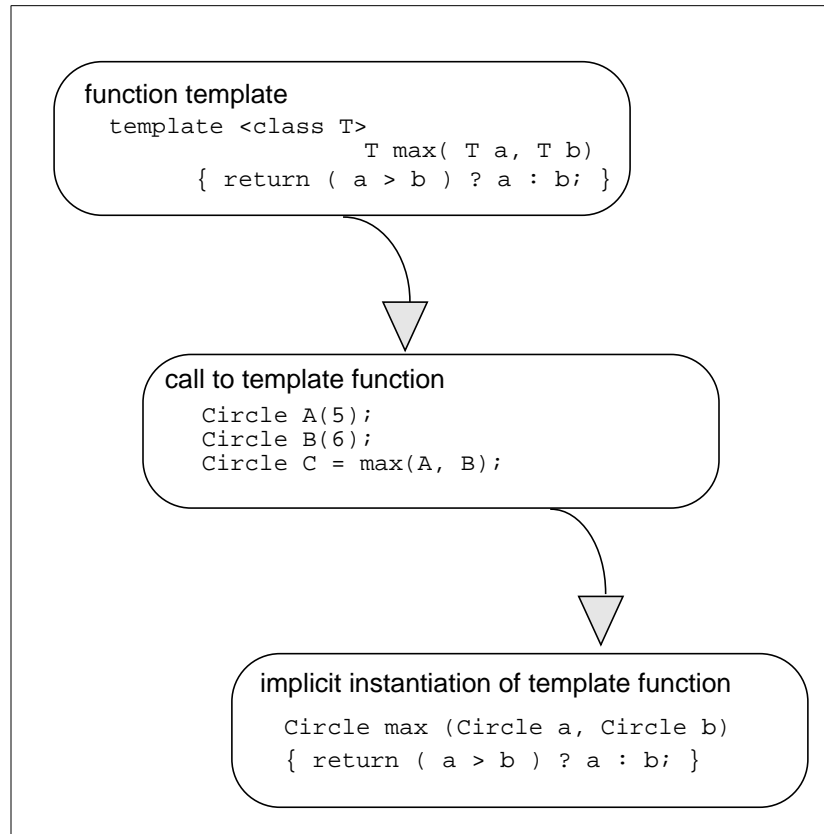 function template
template <class T>
T max( T a, T b)
{ return ( a > b ) ? a : b; }
call to template function
Circle A(5);
Circle B(6);
Circle C = max(A, B);
implicit instantiation of template function
Circle max (Circle a, Circle b)
{ return ( a > b ) ? a : b; }